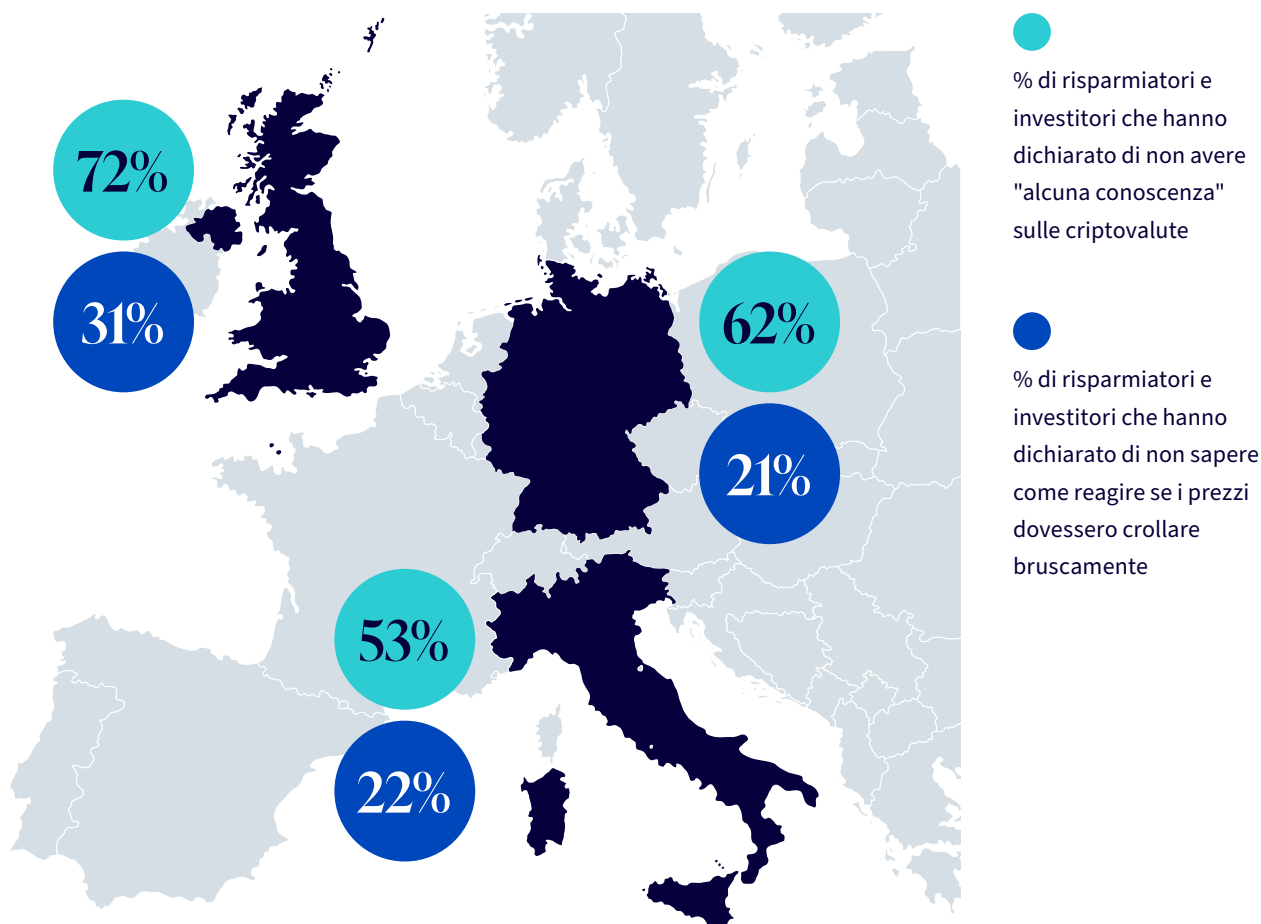 72%
31%
62%
21%
53%
22%
% di risparmiatori e
investitori che hanno
dichiarato di non avere
"alcuna conoscenza"
sulle criptovalute
% di risparmiatori e
investitori che hanno
dichiarato di non sapere
come reagire se i prezzi
dovessero crollare
bruscamente